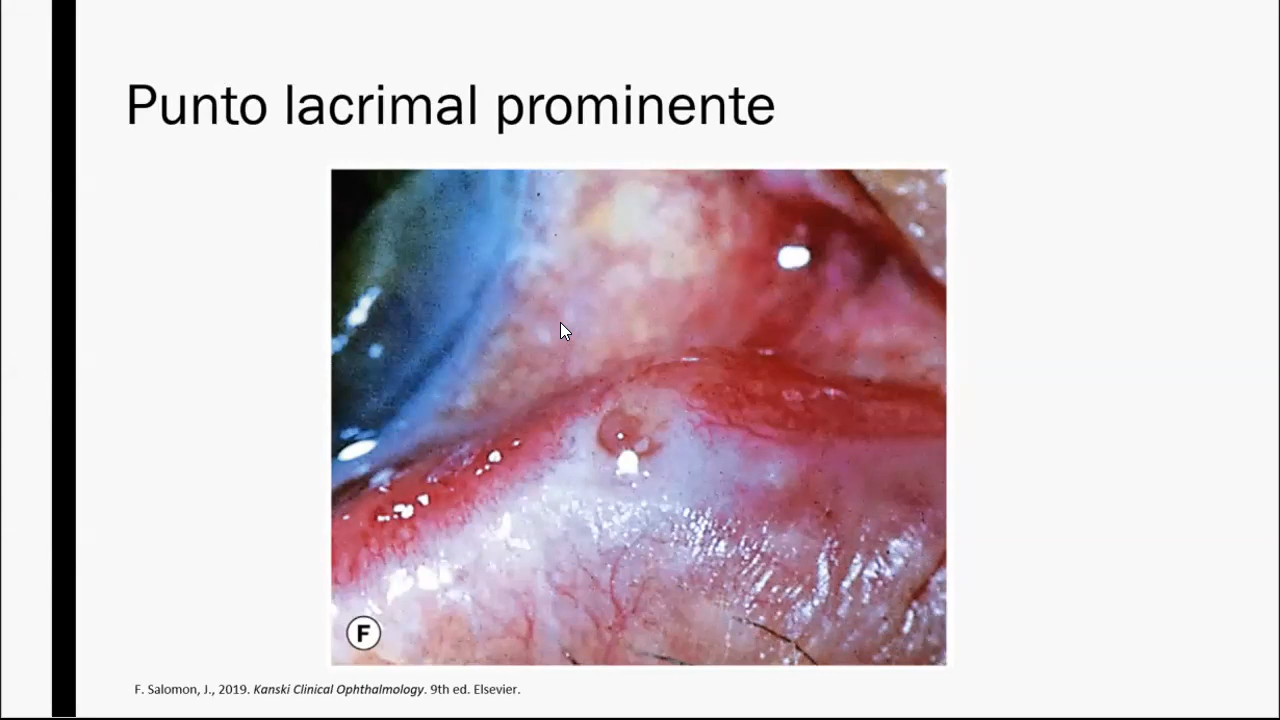 Punto lacrimal prominente
F
F. Salomon, J., 2019. Kanski Clinical Ophthalmology. 9th ed. Elsevier.